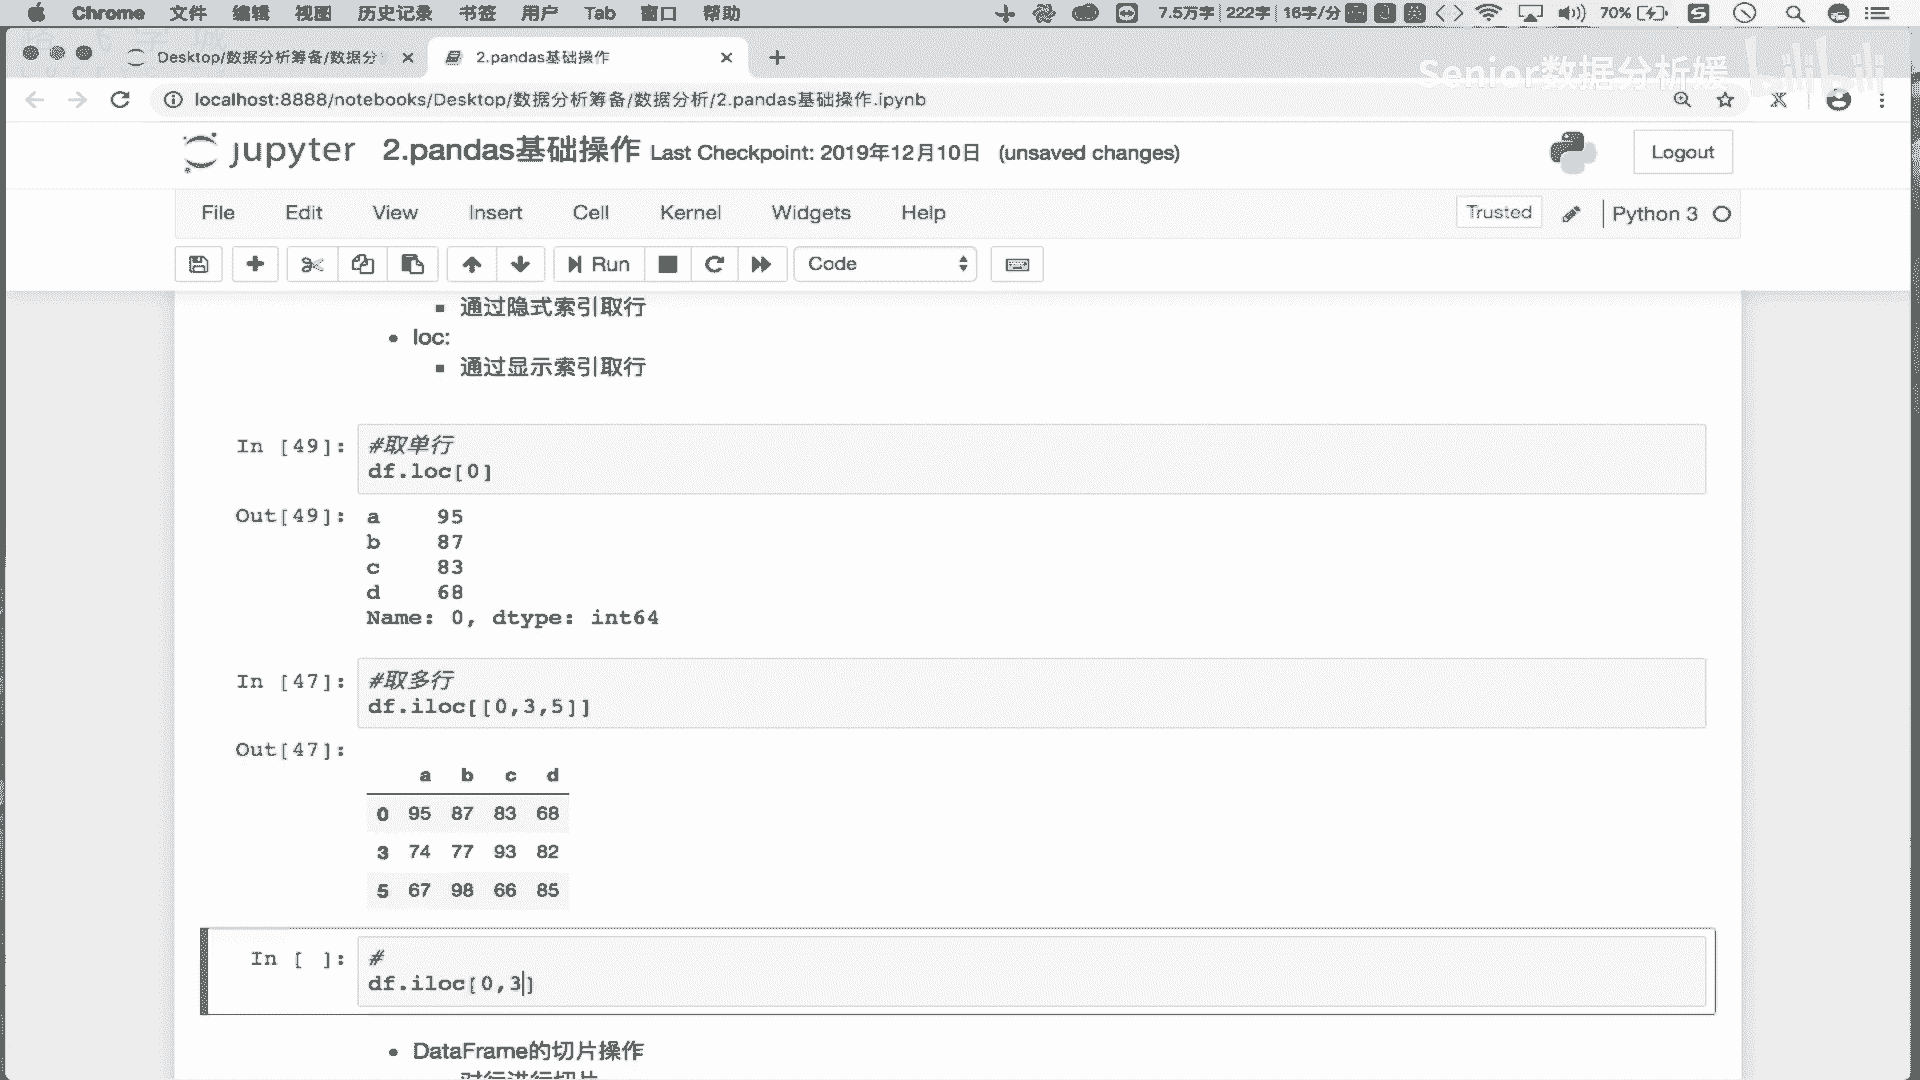 Chrome 文件 编辑 视图 历史记录 书签 用户 Tab 窗口 帮助 7.5万字 222字 16字/分 英 70% S
Desktop/数据分析筹备/数据分 2.pandas基础操作
Senior数据分析媛 bilibili
localhost:8888/notebooks/Desktop/数据分析筹备/数据分析/2.pandas基础操作.ipynb
jupyter 2.pandas基础操作 Last Checkpoint: 2019年12月10日 (unsaved changes) Logout
File Edit View Insert Cell Kernel Widgets Help Trusted Python 3
Run Code
通过隐式索引取行
loc:
通过显示索引取行
In [49]: #取单行
df.loc[0]
Out[49]: a 95
b 87
c 83
d 68
Name: 0, dtype: int64
In [47]: #取多行
df.iloc[[0,3,5]]
Out[47]:
a b c d
0 95 87 83 68
3 74 77 93 82
5 67 98 66 85
In [ ]: #
df.iloc[0,3]
DataFrame的切片操作
对行进行切片